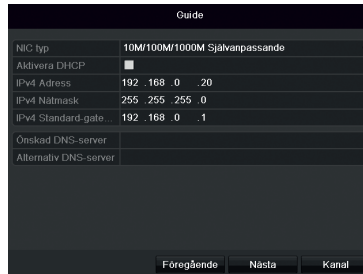 Guide
NIC typ 10M/100M/1000M Självanpassande
Aktivera DHCP
IPv4 Adress 192 .168 .0 .20
IPv4 Nätmask 255 .255 .255 .0
IPv4 Standard-gate... 192 .168 .0 .1
Önskad DNS-server
Alternativ DNS-server
Föregående Nästa Kanal